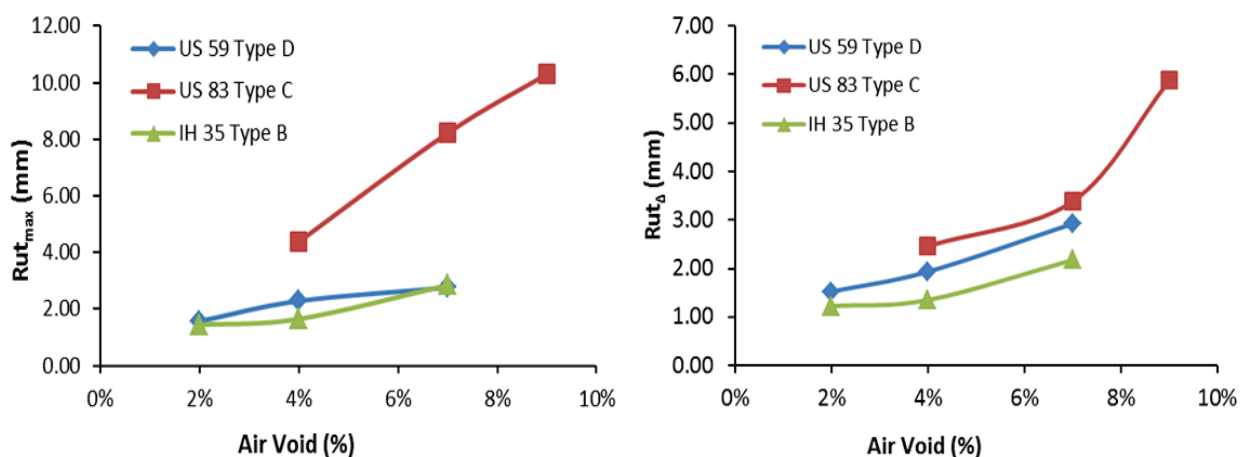 12.00
10.00
8.00
6.00
4.00
2.00
0.00
Rut_max (mm)
US 59 Type D
US 83 Type C
IH 35 Type B
0% 2% 4% 6% 8% 10%
Air Void (%)
7.00
6.00
5.00
4.00
3.00
2.00
1.00
0.00
Rut_Δ (mm)
US 59 Type D
US 83 Type C
IH 35 Type B
0% 2% 4% 6% 8% 10%
Air Void (%)